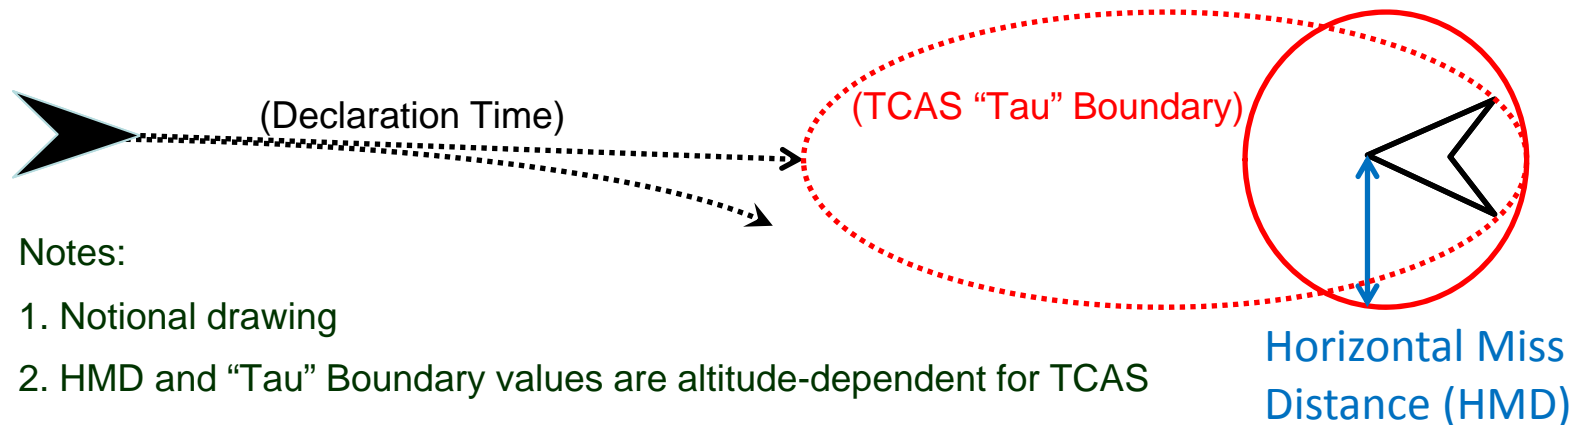 (Declaration Time)
(TCAS “Tau” Boundary)
Notes:
1. Notional drawing
2. HMD and “Tau” Boundary values are altitude-dependent for TCAS
Horizontal Miss
Distance (HMD)